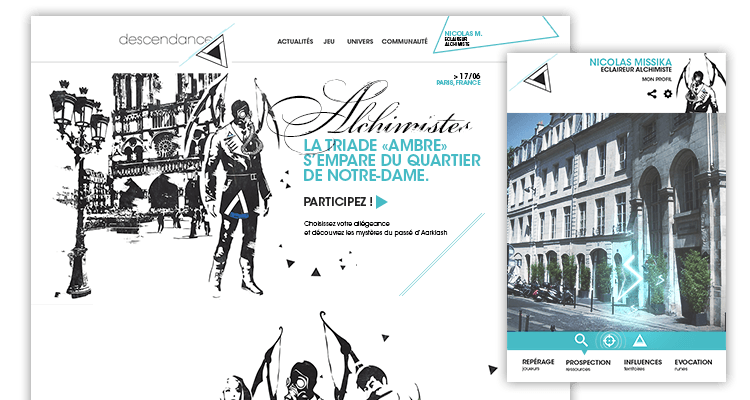 descendance
ACTUALITÉS JEU UNIVERS COMMUNAUTÉ
NICOLAS M.
ECLAIREUR
ALCHIMISTE
> 17/06
PARIS, FRANCE
Alchimistes
LA TRIADE «AMBRE»
S'EMPARE DU QUARTIER
DE NOTRE-DAME.
PARTICIPEZ !
Choisissez votre allégeance
et découvrez les mystères du passé d'Aarklash
NICOLAS MISSIKA
ECLAIREUR ALCHIMISTE
MON PROFIL
REPÉRAGE PROSPECTION INFLUENCES EVOCATION
joueurs ressources territoires runes